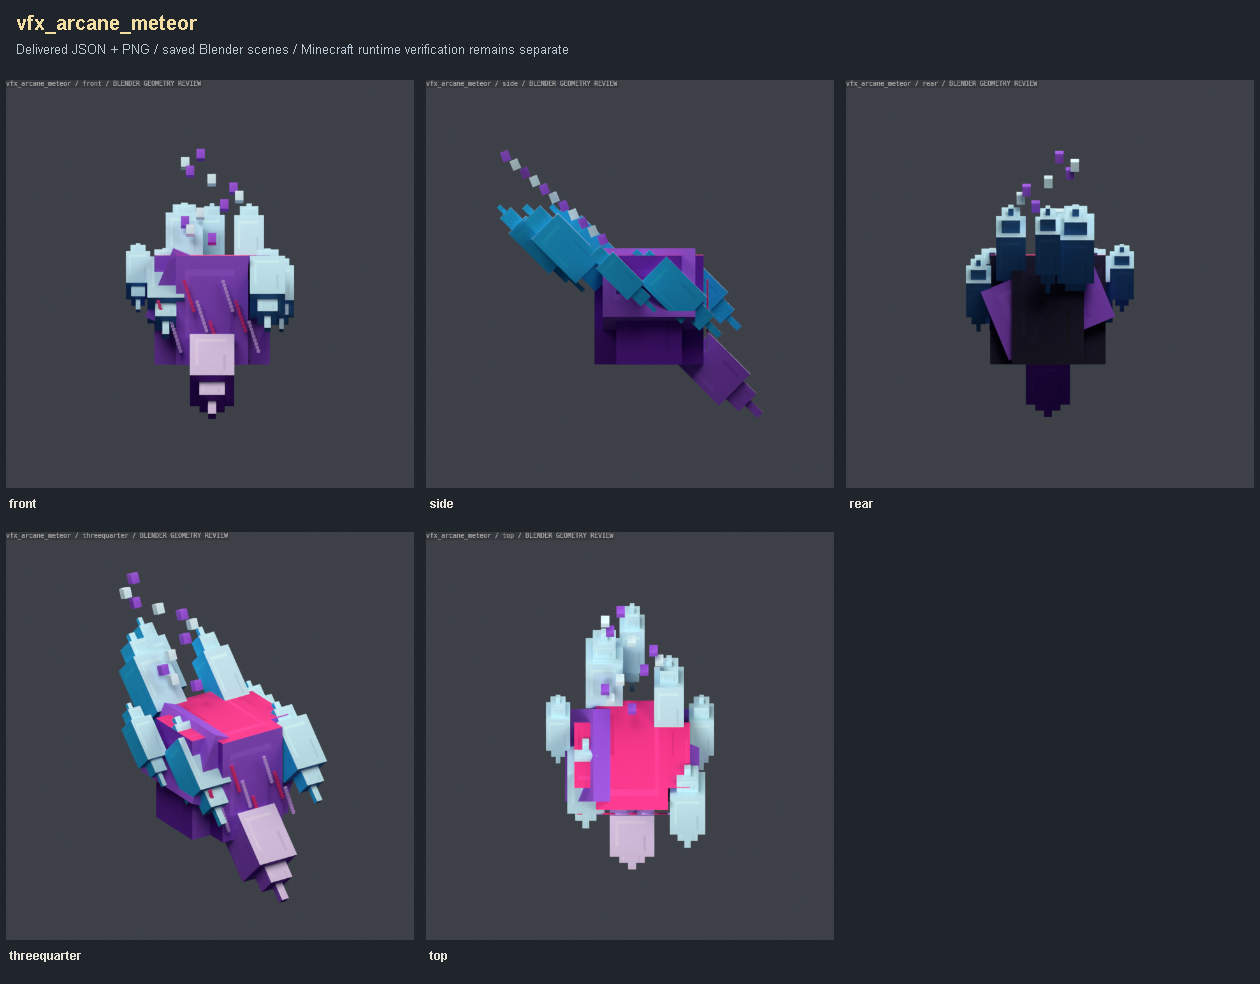 vfx_arcane_meteor
Delivered JSON + PNG / saved Blender scenes / Minecraft runtime verification remains separate
vfx_arcane_meteor / front / BLENDER GEOMETRY REVIEW
vfx_arcane_meteor / side / BLENDER GEOMETRY REVIEW
vfx_arcane_meteor / rear / BLENDER GEOMETRY REVIEW
front
side
rear
vfx_arcane_meteor / threequarter / BLENDER GEOMETRY REVIEW
vfx_arcane_meteor / top / BLENDER GEOMETRY REVIEW
threequarter
top